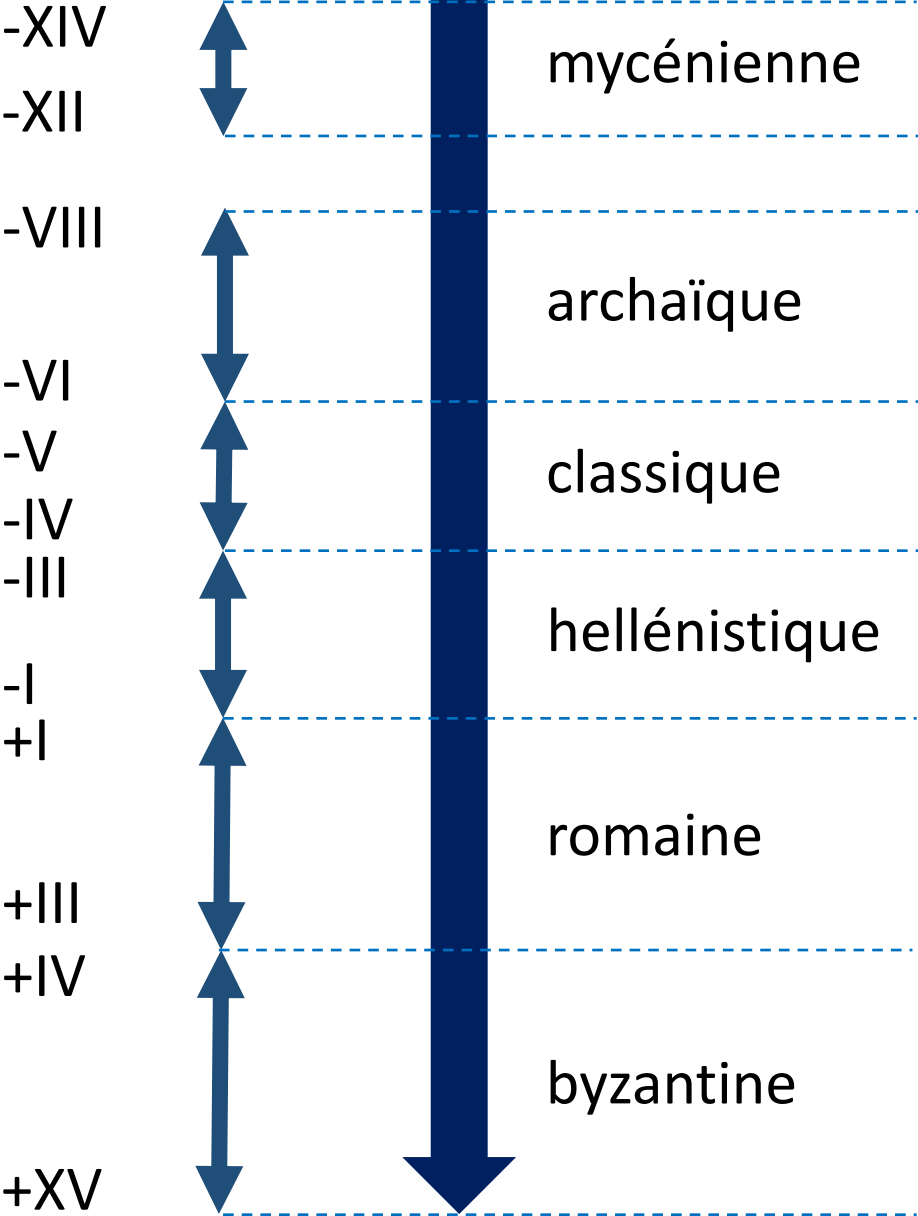 -XIV
mycénienne
-XII
-VIII
archaïque
-VI
-V
classique
-IV
-III
hellénistique
-I
+I
romaine
+III
+IV
byzantine
+XV